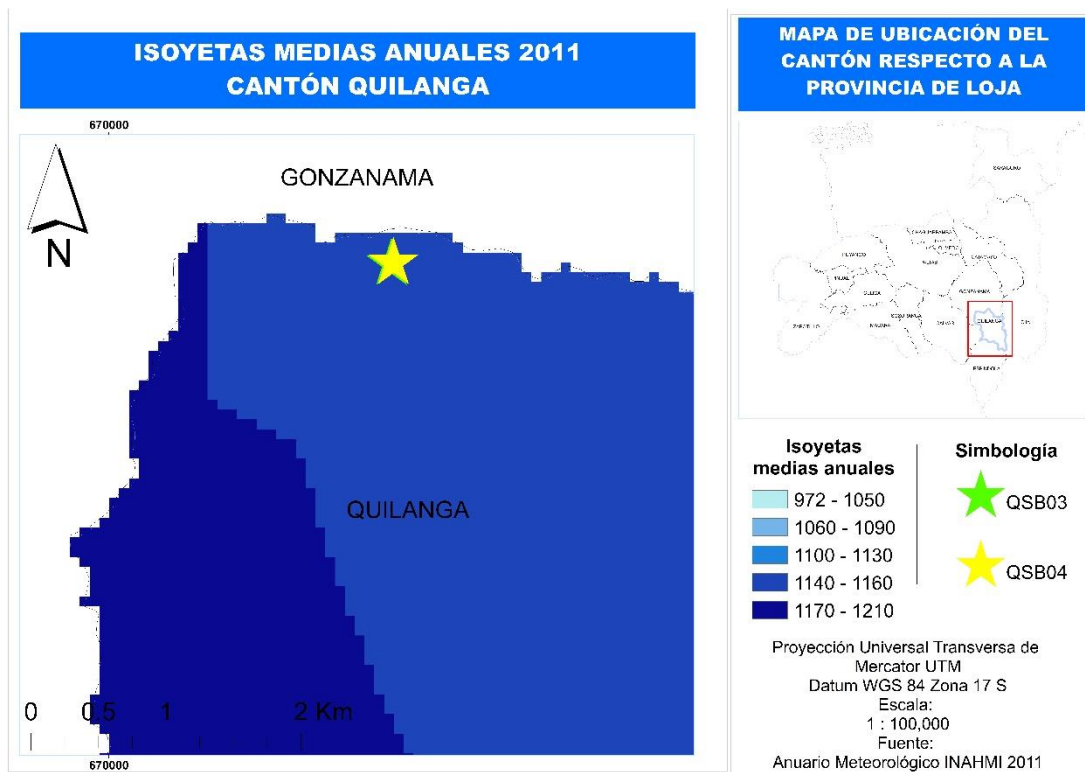 ISOYETAS MEDIAS ANUALES 2011
CANTÓN QUILANGA
670000
GONZANAMA
N
QUILANGA
0 0.5 1 2 Km
670000
MAPA DE UBICACIÓN DEL
CANTÓN RESPECTO A LA
PROVINCIA DE LOJA
SARAGURO
GONZANAMA
QUILANGA
Isoyetas
medias anuales
972 - 1050
1060 - 1090
1100 - 1130
1140 - 1160
1170 - 1210
Simbología
QSB03
QSB04
Proyección Universal Transversa de
Mercator UTM
Datum WGS 84 Zona 17 S
Escala:
1 : 100,000
Fuente:
Anuario Meteorológico INAHMI 2011